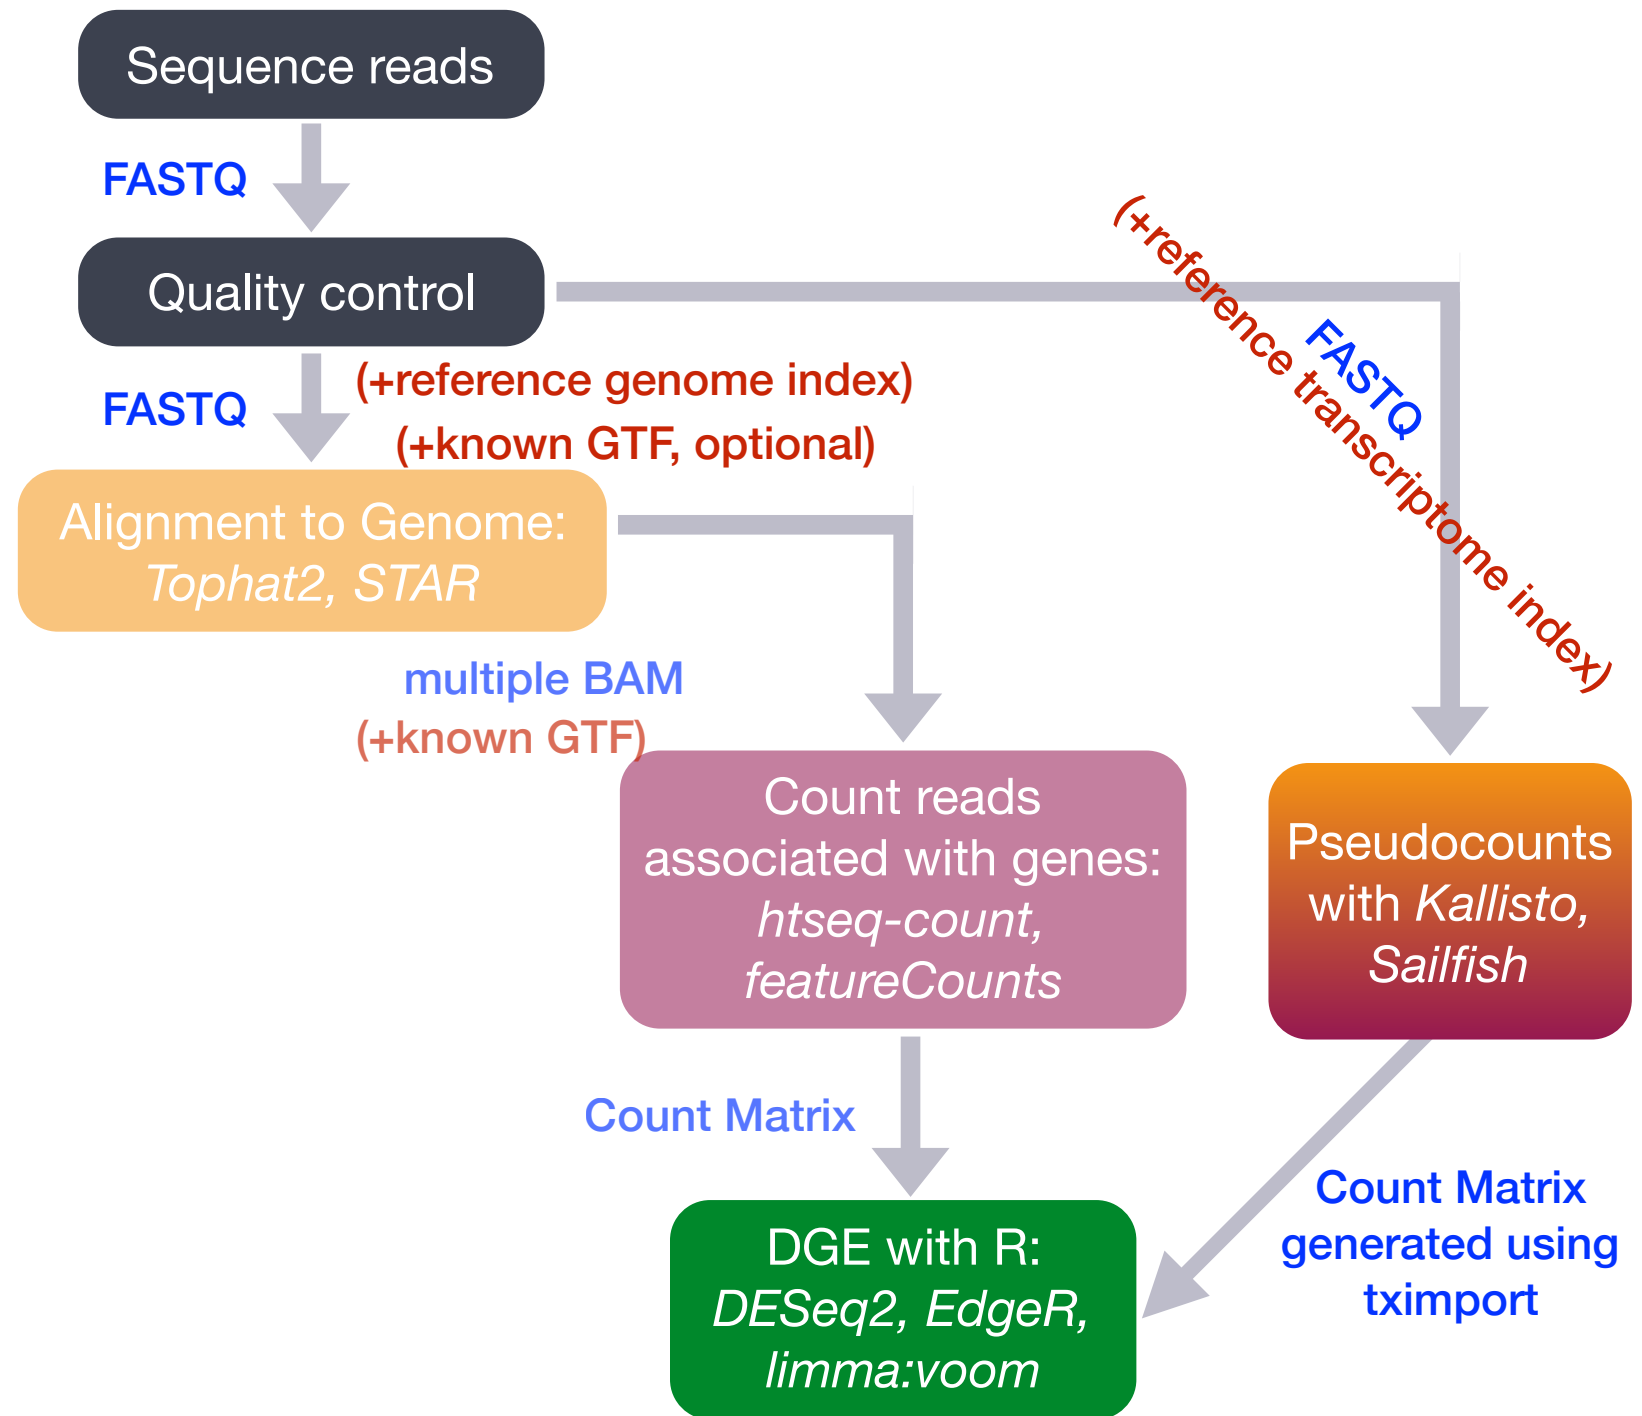 Sequence reads
FASTQ
Quality control
FASTQ
(+reference genome index)
(+known GTF, optional)
(+reference transcriptome index)
FASTQ
Alignment to Genome:
Tophat2, STAR
multiple BAM
(+known GTF)
Count reads
associated with genes:
htseq-count,
featureCounts
Pseudocounts
with Kallisto,
Sailfish
Count Matrix
Count Matrix
generated using
tximport
DGE with R:
DESeq2, EdgeR,
limma:voom